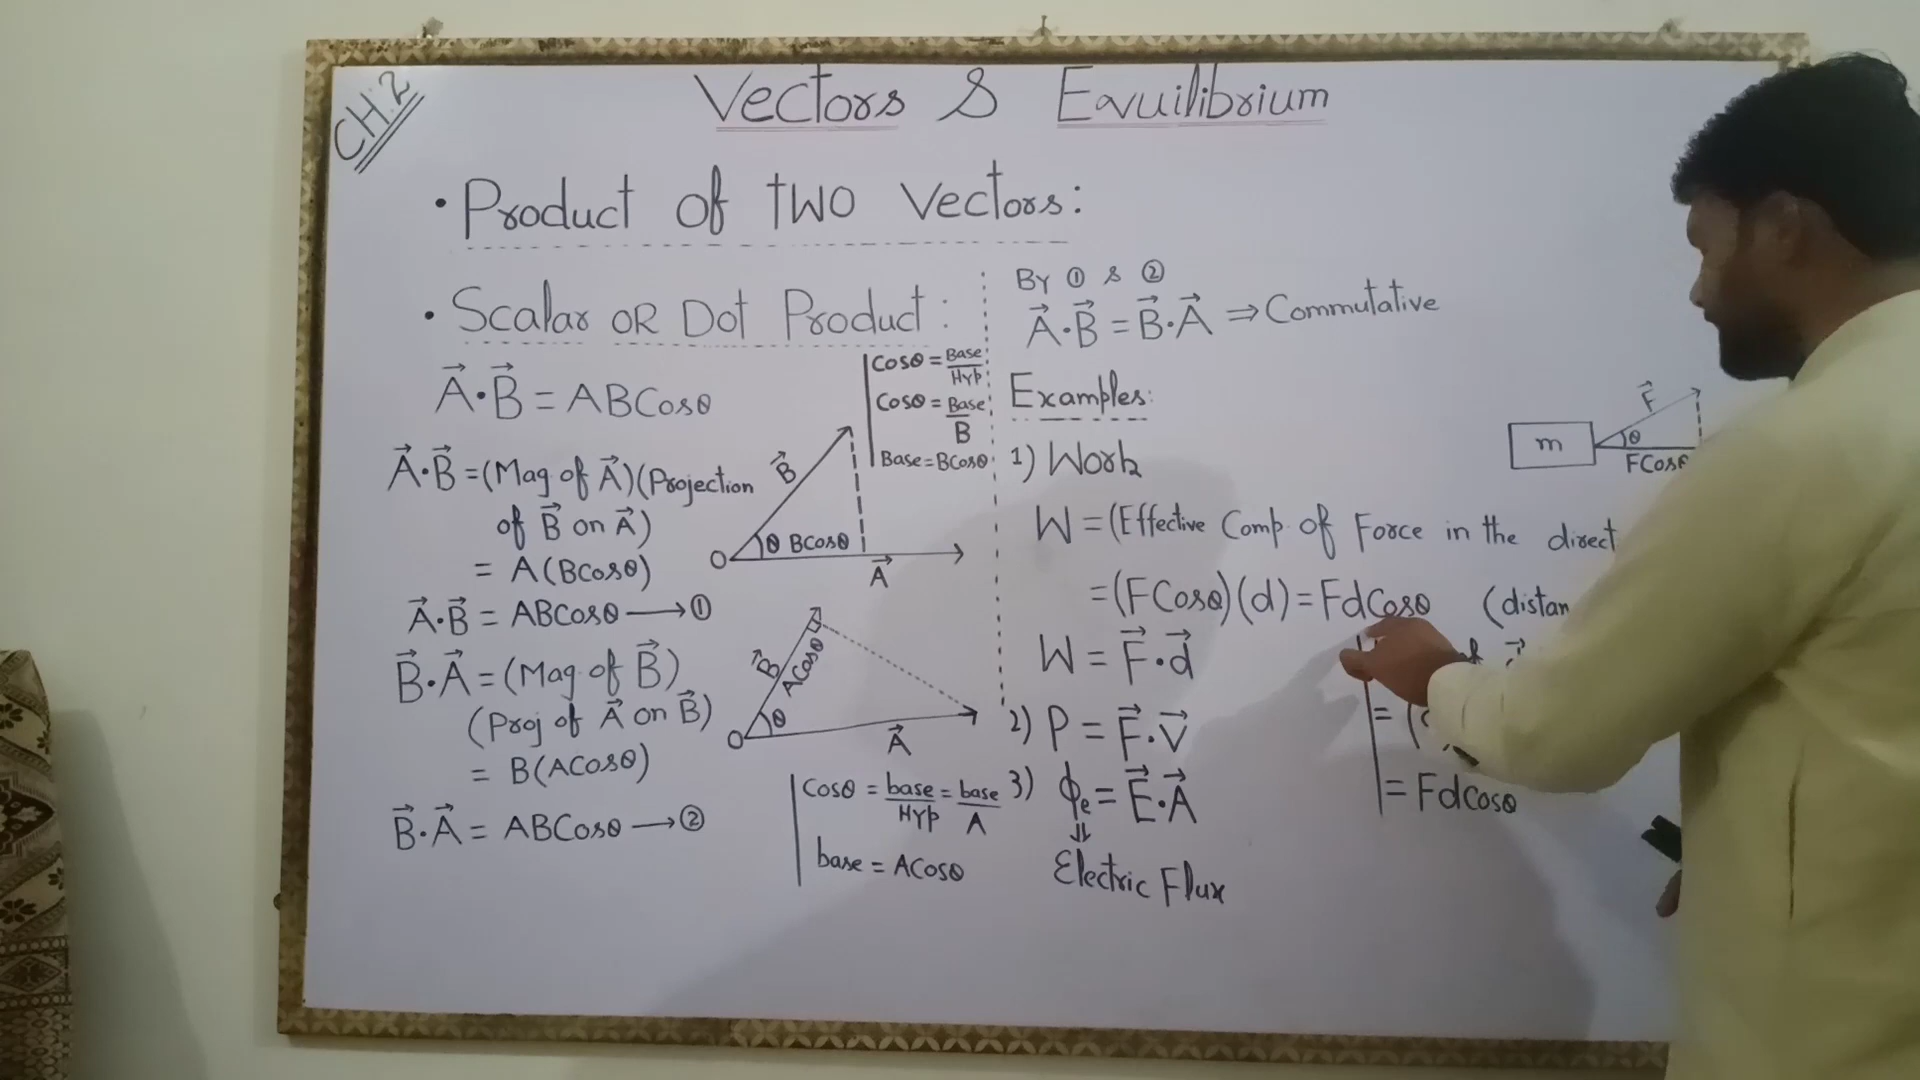 CH:2
Vectors & Equilibrium
• Product of two Vectors:
• Scalar OR Dot Product:
A⃗·B⃗ = ABCosθ
A⃗·B⃗ = (Mag of A⃗)(Projection
of B⃗ on A⃗)
= A(BCosθ)
A⃗·B⃗ = ABCosθ ⟶ ①
B⃗·A⃗ = (Mag of B⃗)
(Proj of A⃗ on B⃗)
= B(ACosθ)
B⃗·A⃗ = ABCosθ ⟶ ②
Cosθ = Base/Hyp
Cosθ = Base/B
Base = BCosθ
B⃗
O θ BCosθ
A⃗
B⃗
ACosθ
O θ
A⃗
Cosθ = base/Hyp = base/A
base = ACosθ
By ① & ②
A⃗·B⃗ = B⃗·A⃗ ⇒ Commutative
Examples:
1) Work
m
F⃗
θ
FCosθ
W = (Effective Comp. of Force in the direct
= (FCosθ)(d) = FdCosθ (distan
W = F⃗·d⃗
2) P = F⃗·V⃗
3) ϕe = E⃗·A⃗
⇓
Electric Flux
= (
= FdCosθ